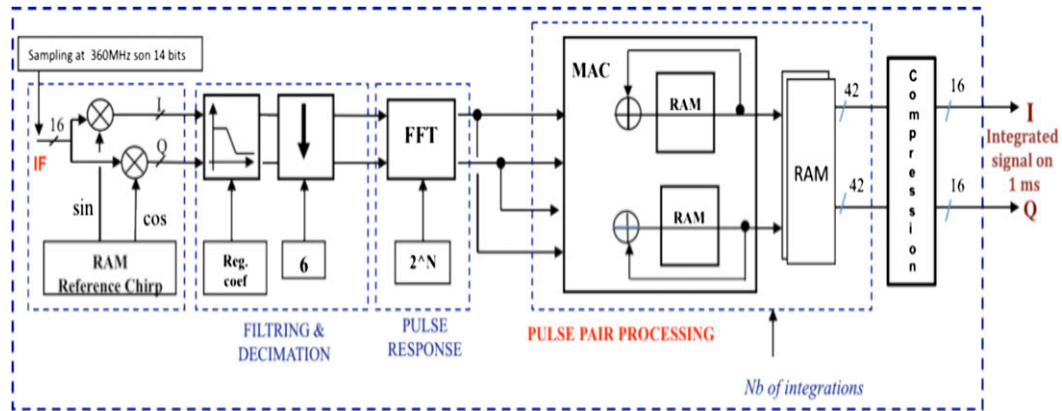 Sampling at 360MHz son 14 bits
16
IF
I
Q
sin
cos
RAM
Reference Chirp
Reg.
coef
6
FILTRING &
DECIMATION
FFT
2^N
PULSE
RESPONSE
MAC
RAM
RAM
RAM
42
42
PULSE PAIR PROCESSING
Nb of integrations
Compression
16
16
I
Integrated
signal on
1 ms
Q